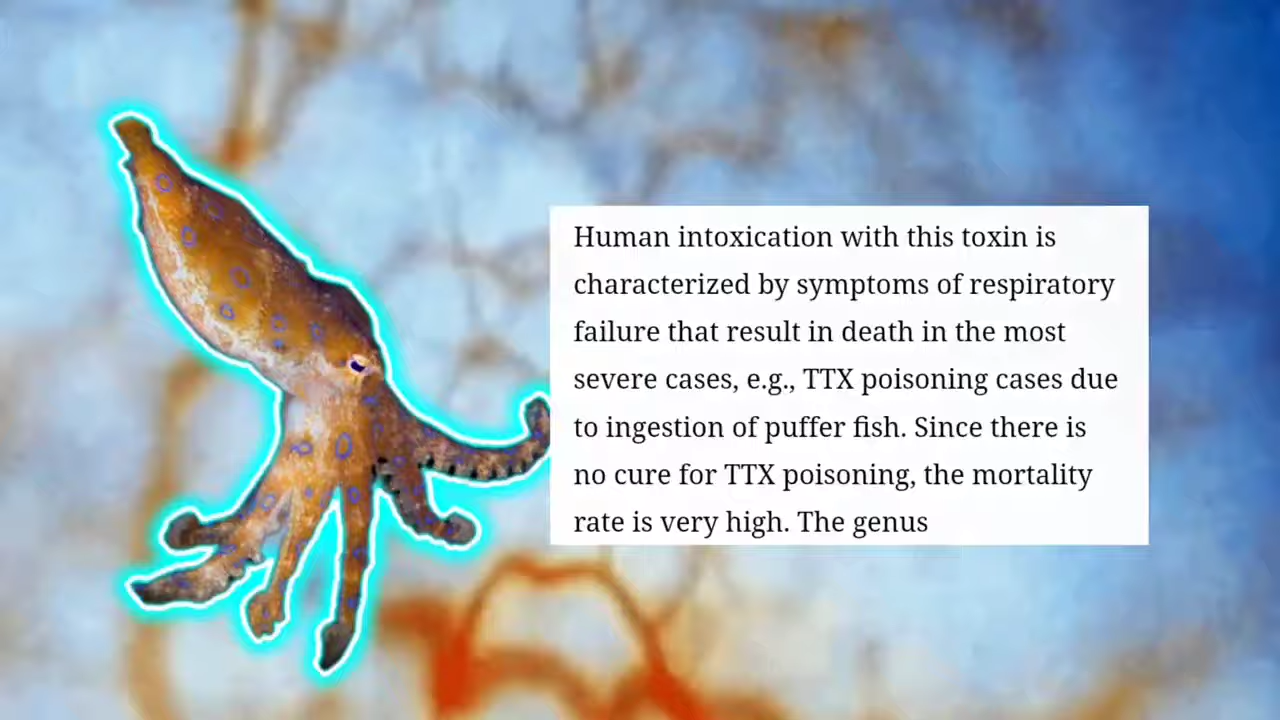 Human intoxication with this toxin is
characterized by symptoms of respiratory
failure that result in death in the most
severe cases, e.g., TTX poisoning cases due
to ingestion of puffer fish. Since there is
no cure for TTX poisoning, the mortality
rate is very high. The genus